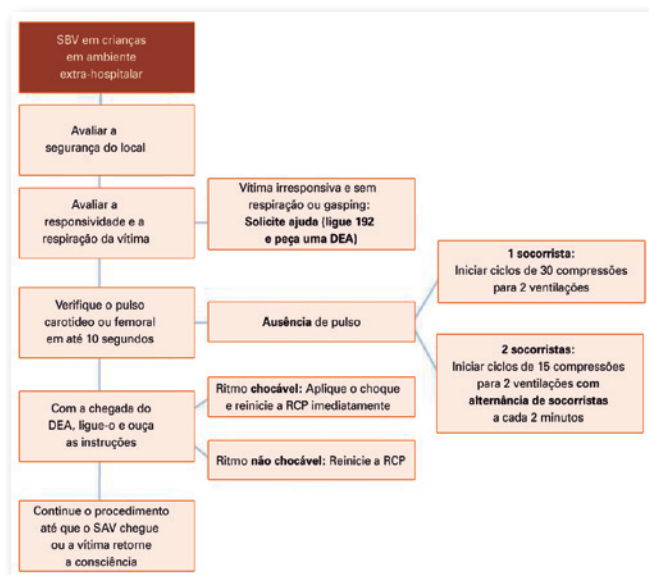 SBV em crianças
em ambiente
extra-hospitalar
Avaliar a
segurança do local
Avaliar a
responsividade e a
respiração da vítima
Vítima irresponsiva e sem
respiração ou gasping:
Solicite ajuda (ligue 192
e peça uma DEA)
Verifique o pulso
carotídeo ou femoral
em até 10 segundos
Ausência de pulso
1 socorrista:
Iniciar ciclos de 30 compressões
para 2 ventilações
2 socorristas:
Iniciar ciclos de 15 compressões
para 2 ventilações com
alternância de socorristas
a cada 2 minutos
Com a chegada do
DEA, ligue-o e ouça
as instruções
Ritmo chocável: Aplique o choque
e reinicie a RCP imediatamente
Ritmo não chocável: Reinicie a RCP
Continue o procedimento
até que o SAV chegue
ou a vítima retorne
a consciência